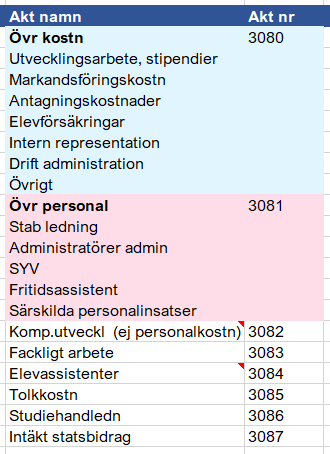 Akt namn Akt nr
Övr kostn 3080
Utvecklingsarbete, stipendier
Markandsföringskostn
Antagningskostnader
Elevförsäkringar
Intern representation
Drift administration
Övrigt
Övr personal 3081
Stab ledning
Administratörer admin
SYV
Fritidsassistent
Särskilda personalinsatser
Komp.utveckl (ej personalkostn) 3082
Fackligt arbete 3083
Elevassistenter 3084
Tolkkostn 3085
Studiehandledn 3086
Intäkt statsbidrag 3087